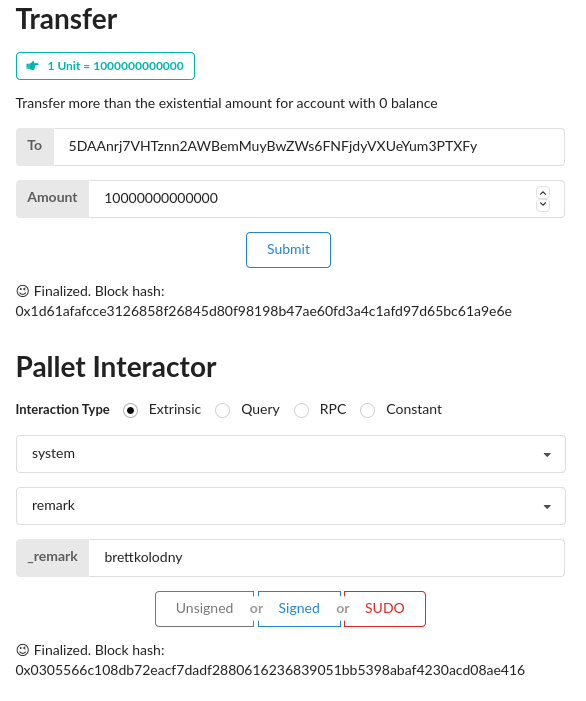 Transfer
1 Unit = 1000000000000
Transfer more than the existential amount for account with 0 balance
To 5DAAnrj7VHTznn2AWBemMuyBwZWs6FNFjdyVXUeYum3PTXFy
Amount 10000000000000
Submit
😉 Finalized. Block hash:
0x1d61afafcce3126858f26845d80f98198b47ae60fd3a4c1afd97d65bc61a9e6e
Pallet Interactor
Interaction Type Extrinsic Query RPC Constant
system
remark
_remark brettkolodny
Unsigned or Signed or SUDO
😉 Finalized. Block hash:
0x0305566c108db72eacf7dadf2880616236839051bb5398abaf4230acd08ae416